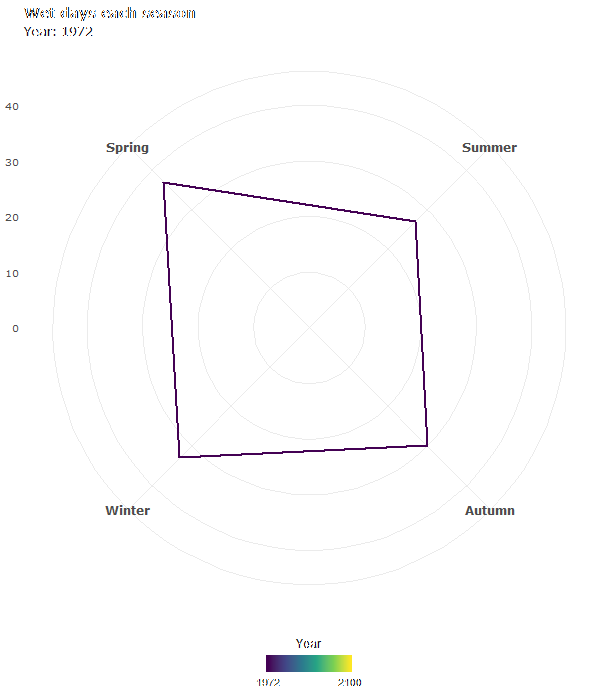 Wet days each season
Year: 1972
40
Spring
Summer
30
20
10
0
Winter
Autumn
Year
1972
2100